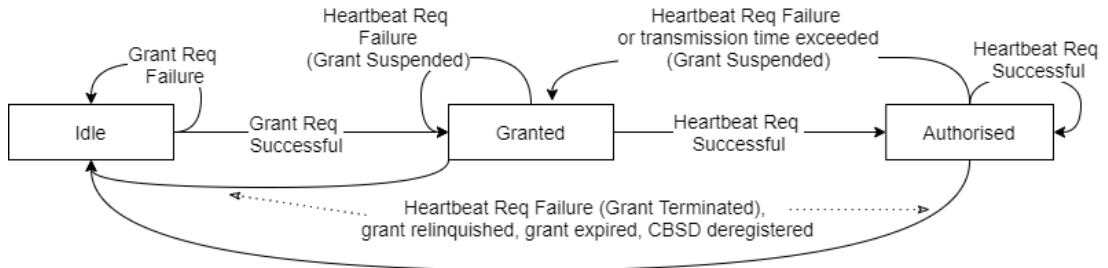 Grant Req
Failure
Heartbeat Req
Failure
(Grant Suspended)
Heartbeat Req Failure
or transmission time exceeded
(Grant Suspended)
Heartbeat Req
Successful
Idle
Grant Req
Successful
Granted
Heartbeat Req
Successful
Authorised
Heartbeat Req Failure (Grant Terminated),
grant relinquished, grant expired, CBSD deregistered